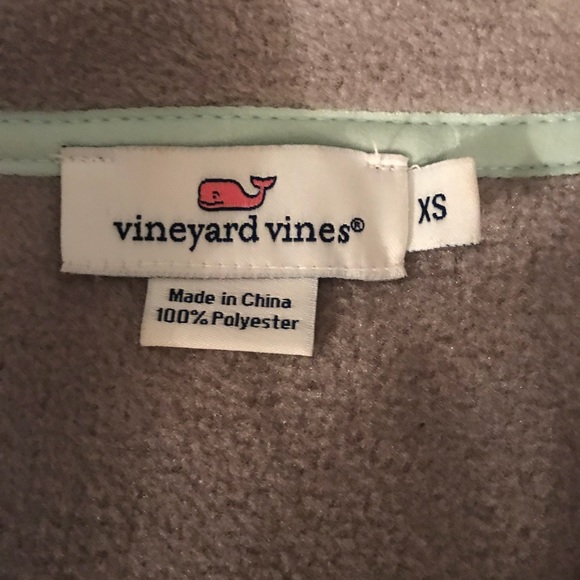 vineyard vines®
XS
Made in China
100% Polyester